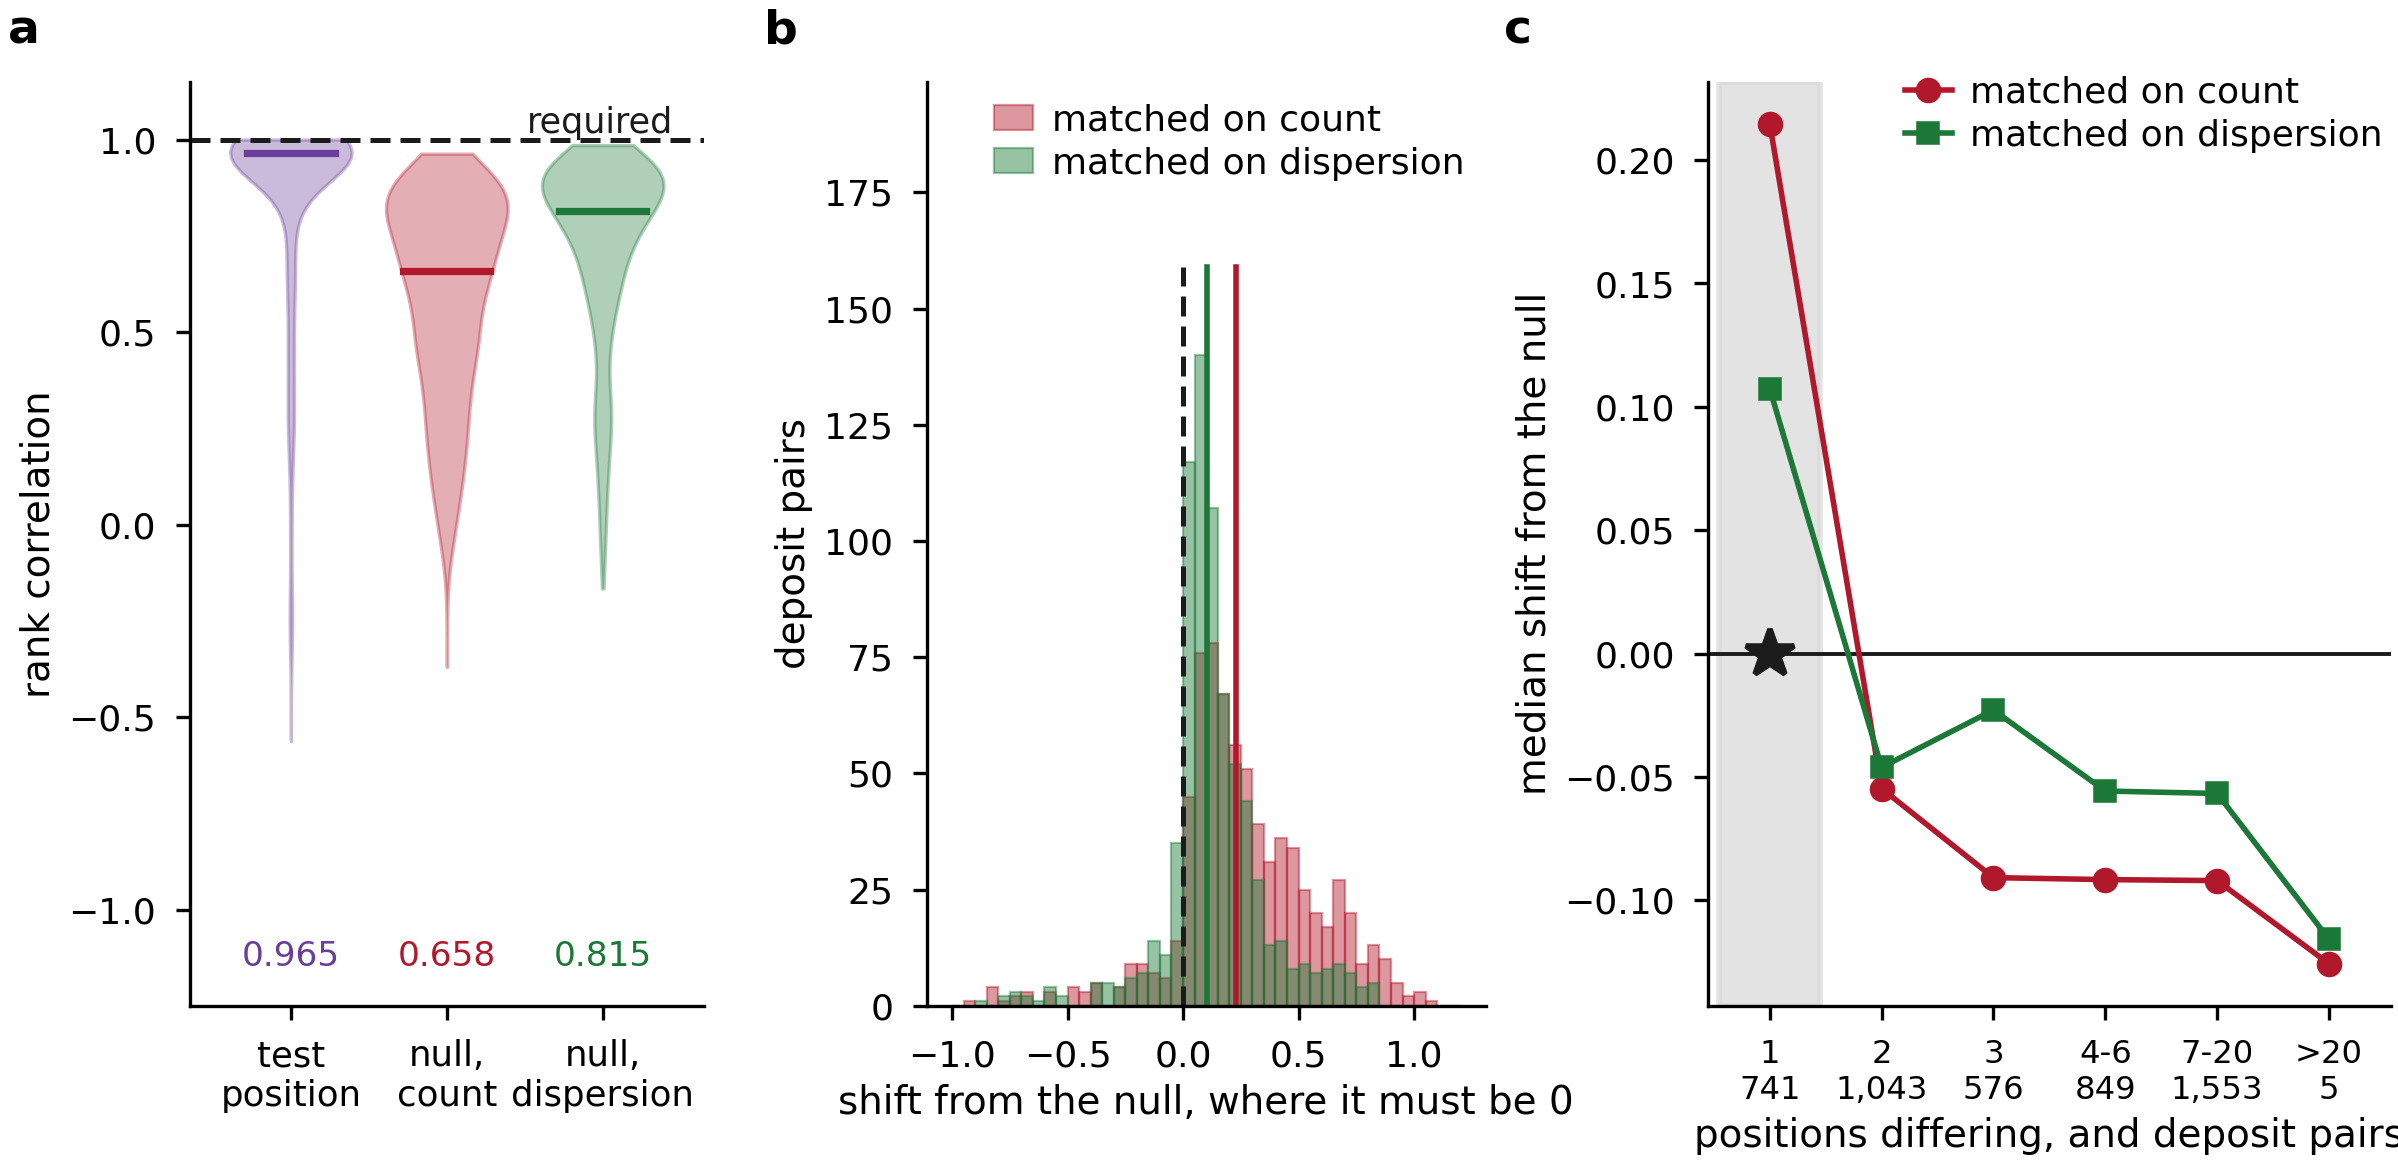 a
required
1.0
0.5
0.0
−0.5
−1.0
rank correlation
0.965
0.658
0.815
test
position
null,
count
null,
dispersion
b
matched on count
matched on dispersion
175
150
125
100
75
50
25
0
deposit pairs
−1.0
−0.5
0.0
0.5
1.0
shift from the null, where it must be 0
c
matched on count
matched on dispersion
0.20
0.15
0.10
0.05
0.00
−0.05
−0.10
median shift from the null
1
741
2
1,043
3
576
4-6
849
7-20
1,553
>20
5
positions differing, and deposit pairs